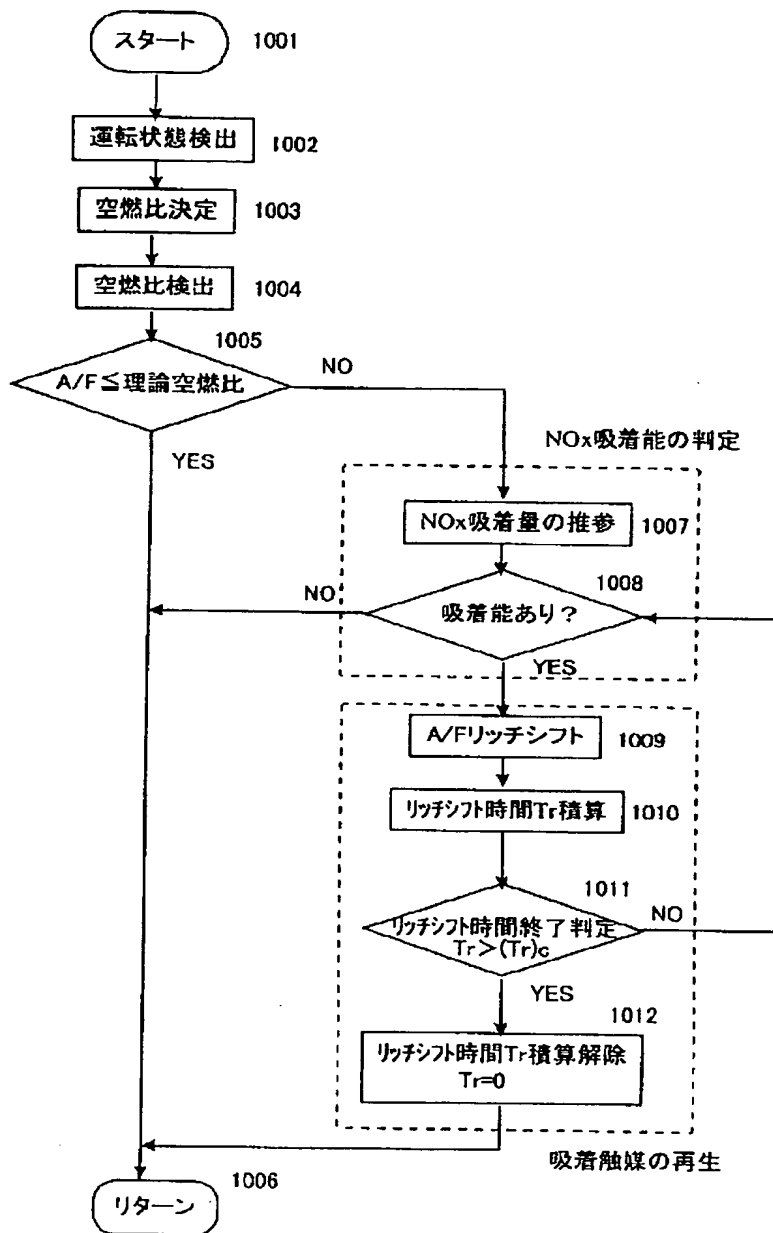 スタート 1001
運転状態検出 1002
空燃比決定 1003
空燃比検出 1004
1005
A/F≦理論空燃比 NO
YES
NOx吸着能の判定
NOx吸着量の推参 1007
1008
吸着能あり? NO
YES
A/Fリッチシフト 1009
リッチシフト時間Tr積算 1010
1011
リッチシフト時間終了判定 NO
Tr>(Tr)c
YES
1012
リッチシフト時間Tr積算解除
Tr=0
吸着触媒の再生
1006
リターン